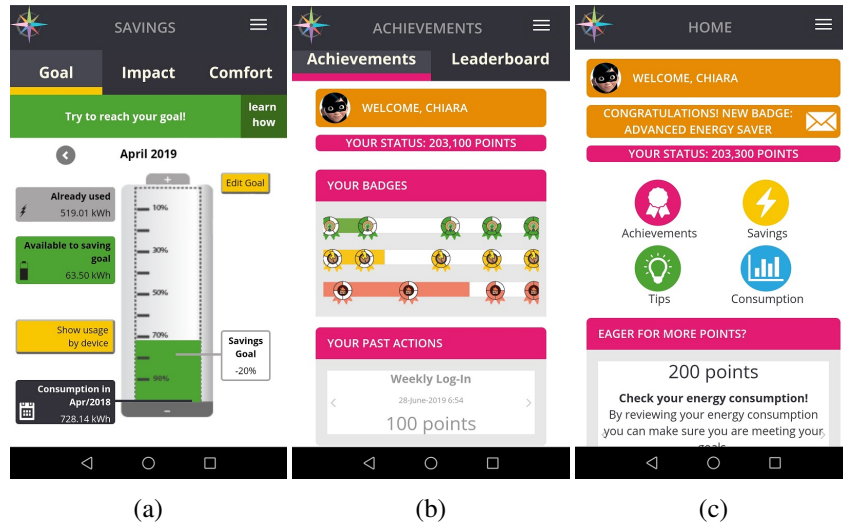 SAVINGS
Goal Impact Comfort
Try to reach your goal!
learn
how
April 2019
Edit Goal
Already used
519.01 kWh
Available to saving
goal
63.50 kWh
Show usage
by device
Consumption in
Apr/2018
728.14 kWh
+
10%
30%
50%
70%
90%
–
Savings
Goal
-20%
(a)
ACHIEVEMENTS
Achievements Leaderboard
WELCOME, CHIARA
YOUR STATUS: 203,100 POINTS
YOUR BADGES
YOUR PAST ACTIONS
Weekly Log-In
28-June-2019 6:54
100 points
(b)
HOME
WELCOME, CHIARA
CONGRATULATIONS! NEW BADGE:
ADVANCED ENERGY SAVER
YOUR STATUS: 203,300 POINTS
Achievements Savings
Tips Consumption
EAGER FOR MORE POINTS?
200 points
Check your energy consumption!
By reviewing your energy consumption
you can make sure you are meeting your
goals
(c)